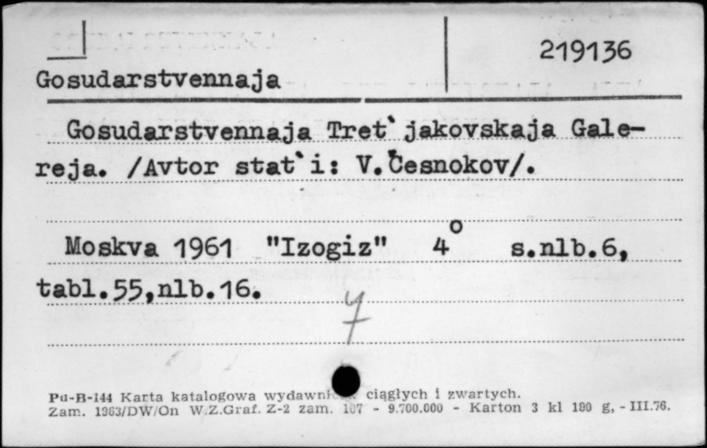 219136
Gosudarstvennaja
Gosudarstvennaja Tret`jakovskaja Gale-
reja. /Avtor stat`i: V.Česnokov/.
Moskva 1961 "Izogiz" 4° s.nlb.6,
tabl.55,nlb.16.
Pu-B-144 Karta katalogowa ciągłych i zwartych.
Zam. 1963/DW/On W.Z.Graf. Z-2 zam. 107 - 9.700.000 - Karton 3 kl 180 g, - III.76.